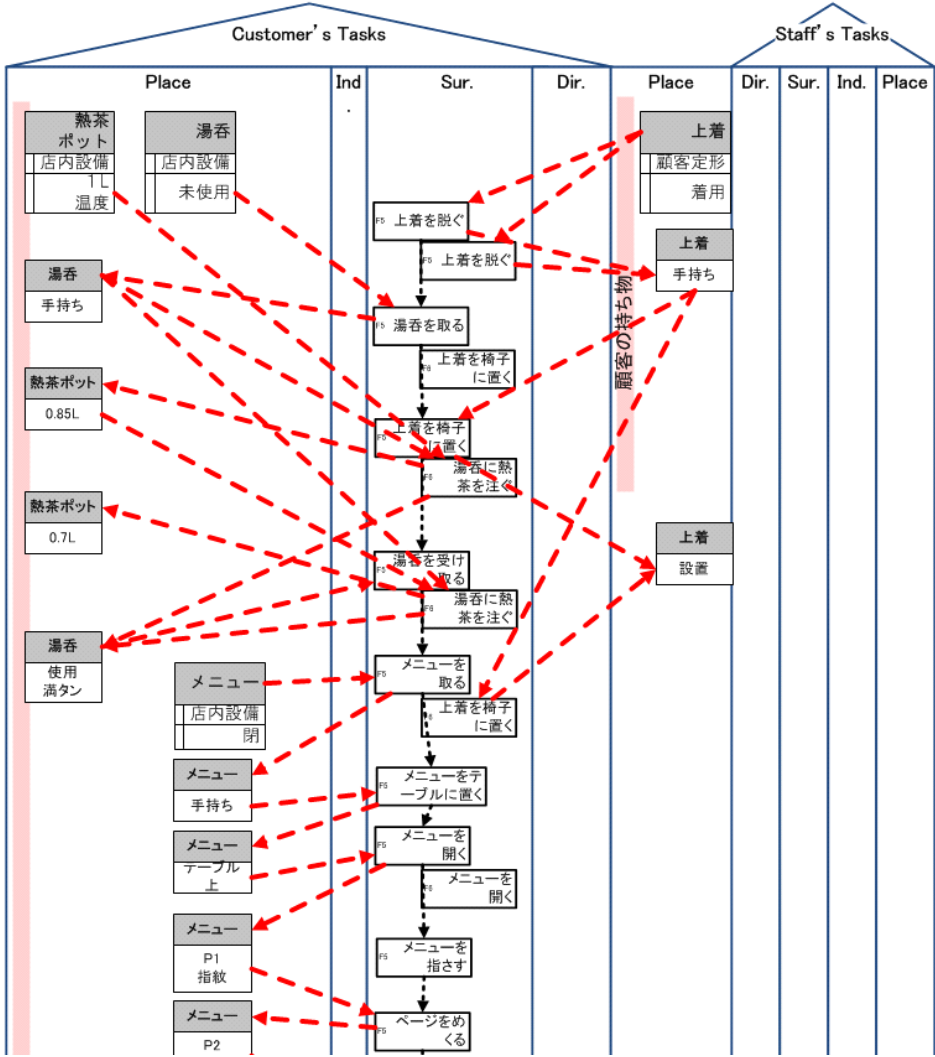 Customer's Tasks
Staff's Tasks
Place
Ind
.
Sur.
Dir.
Place
Dir.
Sur.
Ind.
Place
熱茶
ポット
店内設備
1L
温度
湯呑
店内設備
未使用
上着
顧客定形
着用
F5 上着を脱ぐ
F5 上着を脱ぐ
上着
手持ち
湯呑
手持ち
顧客の持ち物
F5 湯呑を取る
F6 上着を椅子
に置く
熱茶ポット
0.85L
F5 上着を椅子
に置く
F6 湯呑に熱
茶を注ぐ
熱茶ポット
0.7L
上着
設置
F5 湯呑を受け
取る
F6 湯呑に熱
茶を注ぐ
湯呑
使用
満タン
メニュー
店内設備
閉
F5 メニューを
取る
F6 上着を椅子
に置く
メニュー
手持ち
F5 メニューをテ
ーブルに置く
メニュー
テーブル
上
F5 メニューを
開く
F6 メニューを
開く
メニュー
P1
指紋
F5 メニューを
指さす
メニュー
P2
F5 ページをめ
くる